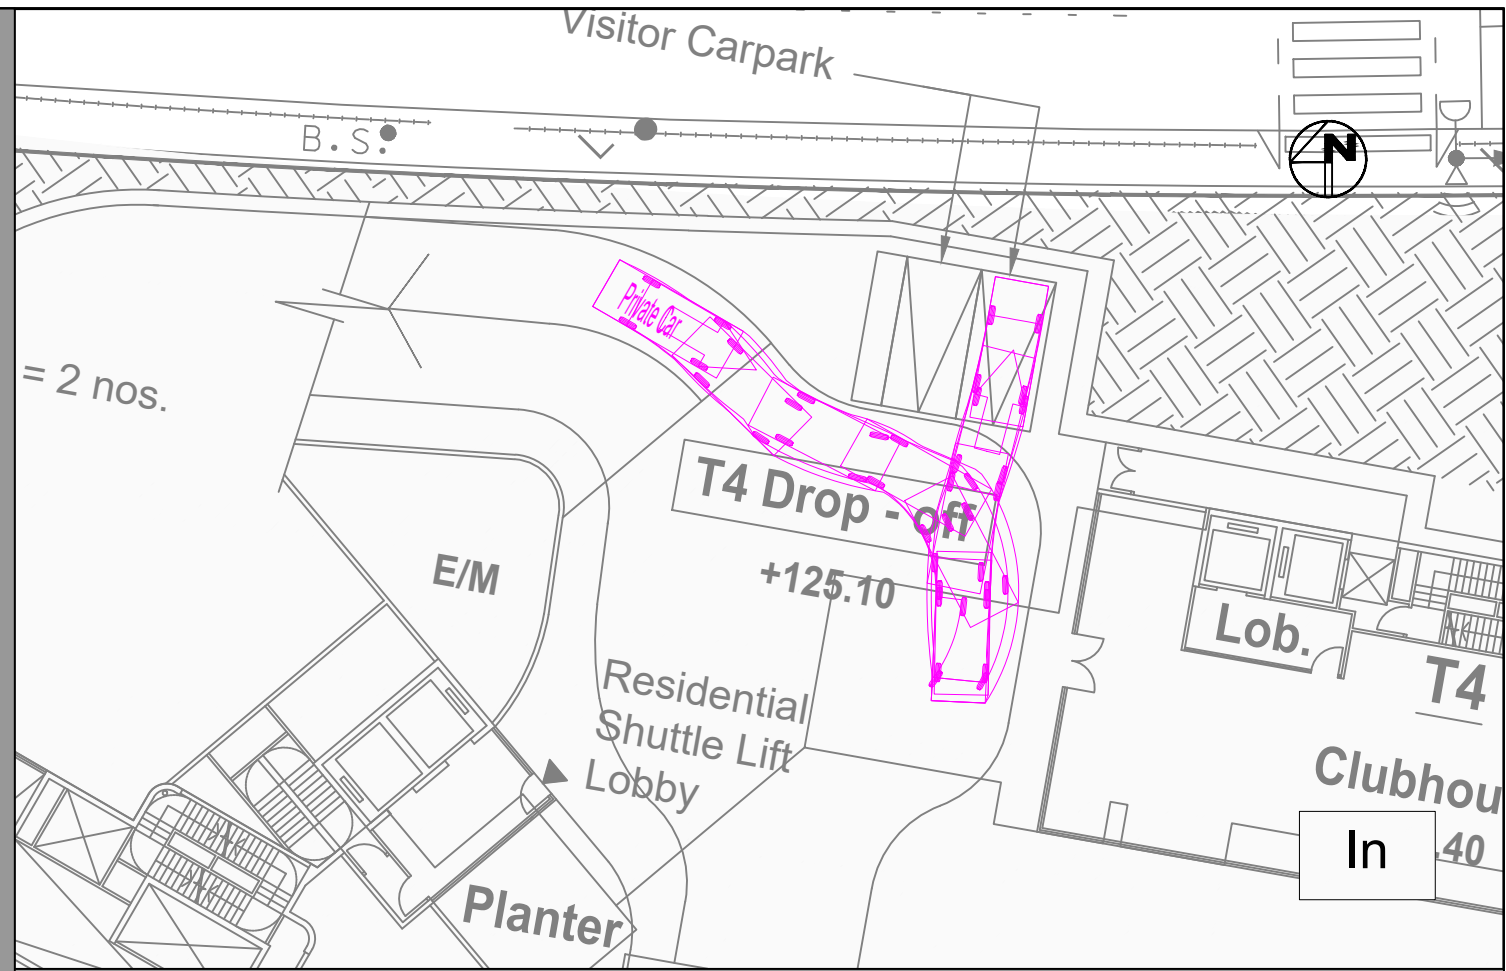 Visitor Carpark
B.S.
N
Private Car
= 2 nos.
T4 Drop - off
+125.10
E/M
Lob.
T4
Residential
Shuttle Lift
Lobby
Clubhou
In
.40
Planter